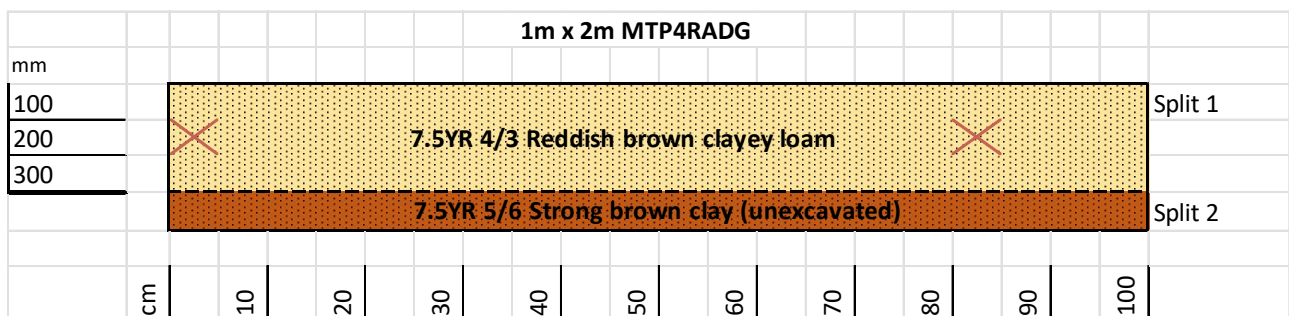 1m x 2m MTP4RADG
mm
100 Split 1
200 7.5YR 4/3 Reddish brown clayey loam
300
7.5YR 5/6 Strong brown clay (unexcavated) Split 2
cm 10 20 30 40 50 60 70 80 90 100